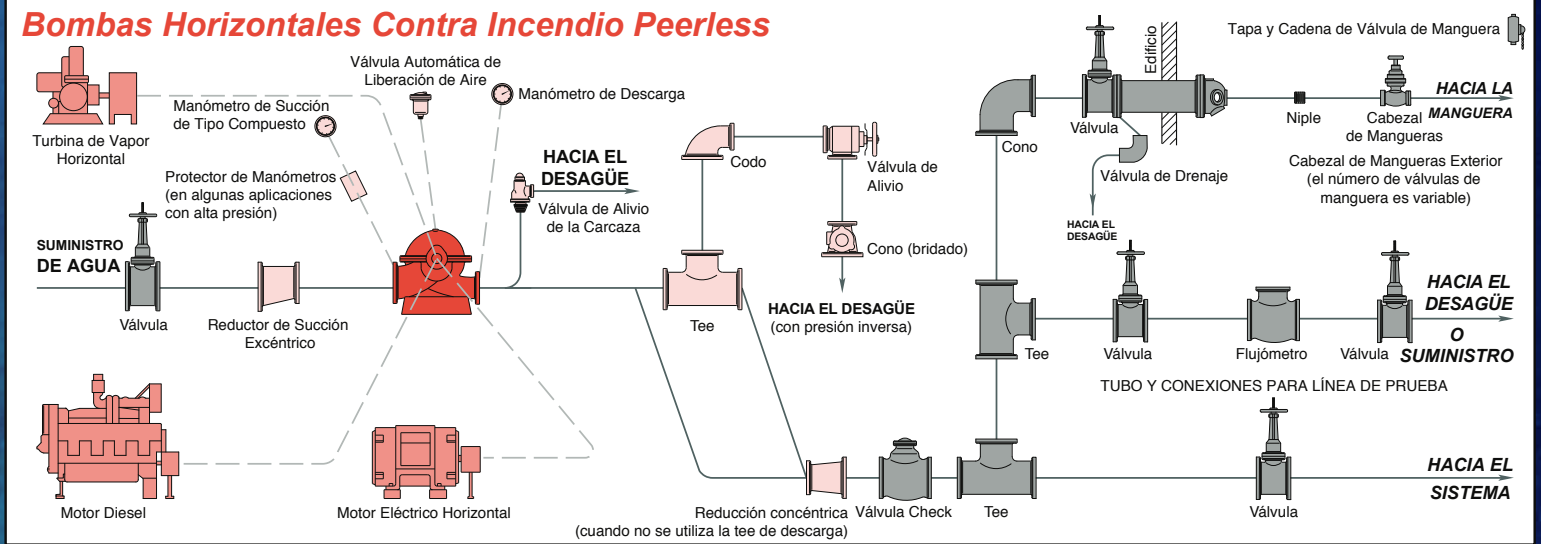 Bombas Horizontales Contra Incendio Peerless
Tapa y Cadena de Válvula de Manguera
Válvula Automática de
Liberación de Aire
Edificio
Manómetro de Succión
de Tipo Compuesto
Manómetro de Descarga
HACIA LA
MANGUERA
Turbina de Vapor
Horizontal
Cono
Válvula
Niple
Cabezal
de Mangueras
Codo
Válvula de
Alivio
HACIA EL
DESAGÜE
Protector de Manómetros
(en algunas aplicaciones
con alta presión)
Válvula de Drenaje
Cabezal de Mangueras Exterior
(el número de válvulas de
manguera es variable)
Válvula de Alivio
de la Carcaza
HACIA EL
DESAGÜE
SUMINISTRO
DE AGUA
Cono (bridado)
HACIA EL
DESAGÜE
O
SUMINISTRO
HACIA EL DESAGÜE
(con presión inversa)
Válvula
Reductor de Succión
Excéntrico
Tee
Tee
Válvula
Flujómetro
Válvula
TUBO Y CONEXIONES PARA LÍNEA DE PRUEBA
HACIA EL
SISTEMA
Motor Diesel
Motor Eléctrico Horizontal
Reducción concéntrica
(cuando no se utiliza la tee de descarga)
Válvula Check
Tee
Válvula